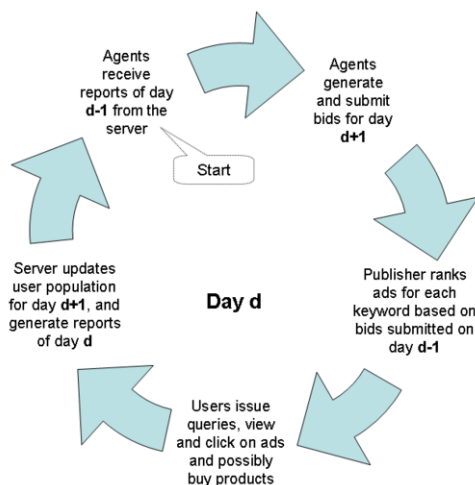 Agents
receive
reports of day
d-1 from the
server
Start
Agents
generate
and submit
bids for day
d+1
Publisher ranks
ads for each
keyword based on
bids submitted on
day d-1
Users issue
queries, view
and click on ads
and possibly
buy products
Server updates
user population
for day d+1, and
generate reports
of day d
Day d